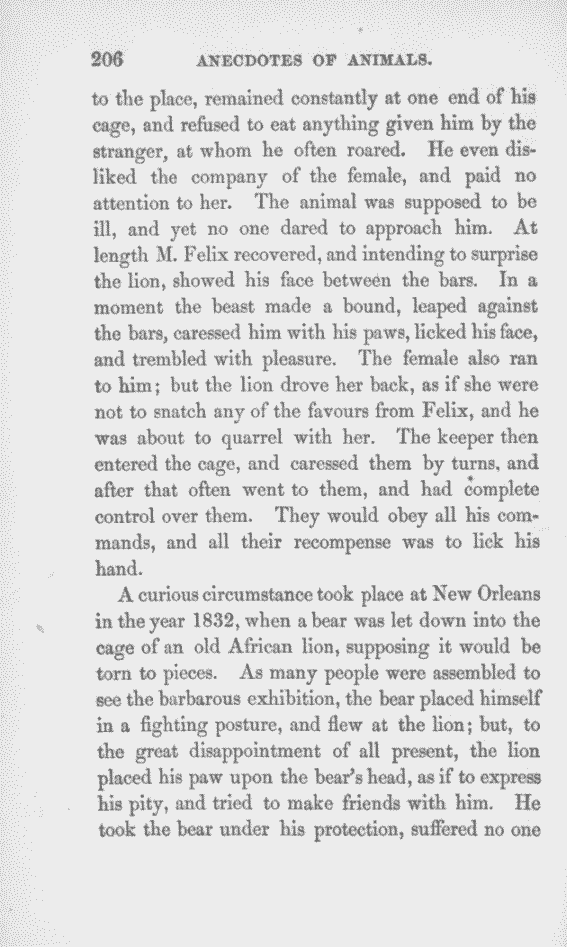 206 ANECDOTES OF ANIMALS.
to the place, remained constantly at one end of his
cage, and refused to eat anything given him by the
stranger, at whom he often roared. He even dis-
liked the company of the female, and paid no
attention to her. The animal was supposed to be
ill, and yet no one dared to approach him. At
length M. Felix recovered, and intending to surprise
the lion, showed his face between the bars. In a
moment the beast made a bound, leaped against
the bars, caressed him with his paws, licked his face,
and trembled with pleasure. The female also ran
to him; but the lion drove her back, as if she were
not to snatch any of the favours from Felix, and he
was about to quarrel with her. The keeper then
entered the cage, and caressed them by turns, and
after that often went to them, and had complete
control over them. They would obey all his com-
mands, and all their recompense was to lick his
hand.
A curious circumstance took place at New Orleans
in the year 1832, when a bear was let down into the
cage of an old African lion, supposing it would be
torn to pieces. As many people were assembled to
see the barbarous exhibition, the bear placed himself
in a fighting posture, and flew at the lion; but, to
the great disappointment of all present, the lion
placed his paw upon the bear's head, as if to express
his pity, and tried to make friends with him. He
took the bear under his protection, suffered no one